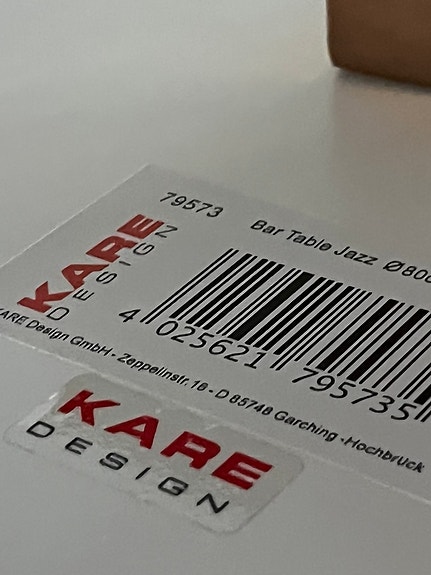 79573 Bar Table Jazz Ø80c
KARE
DESIGN
4 025621 795735
KARE Design GmbH - Zeppelinstr. 16 - D 85748 Garching -Hochbrück
KARE
DESIGN